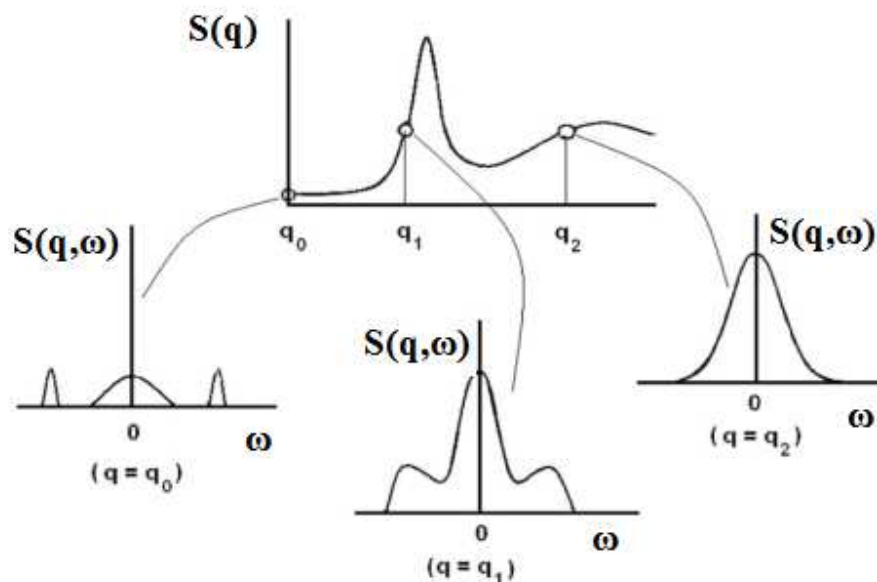 S(q)
q₀ q₁ q₂
S(q,ω)
0
ω
(q = q₀)
S(q,ω)
0
ω
(q = q₁)
S(q,ω)
0
ω
(q = q₂)